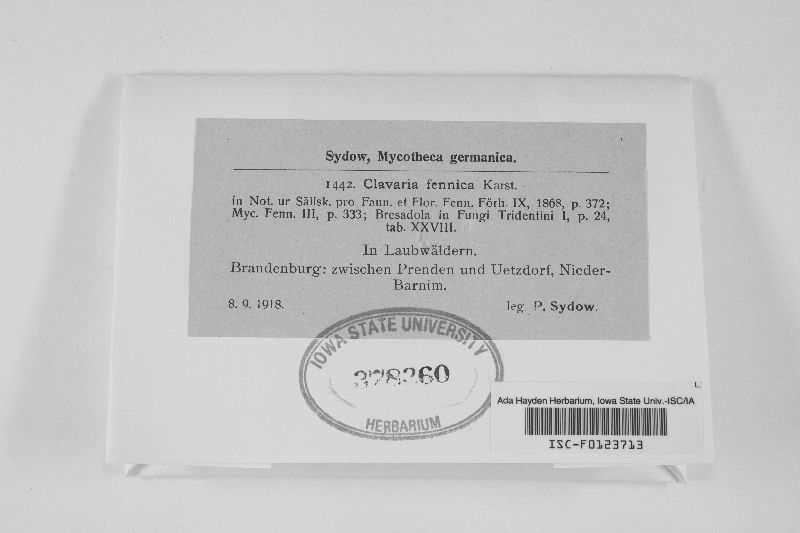 Sydow, Mycotheca germanica.
1442. Clavaria fennica Karst.
in Not. ur Sällsk. pro Faun. et Flor. Fenn. Förh. IX, 1868, p. 372;
Myc. Fenn. III, p. 333; Bresadola in Fungi Tridentini I, p. 24,
tab. XXVIII.
In Laubwäldern.
Brandenburg: zwischen Prenden und Uetzdorf, Nieder-
Barnim.
8. 9. 1918. leg. P. Sydow.
IOWA STATE UNIVERSITY
378360
HERBARIUM
Ada Hayden Herbarium, Iowa State Univ.-ISC/IA
ISC-F0123713